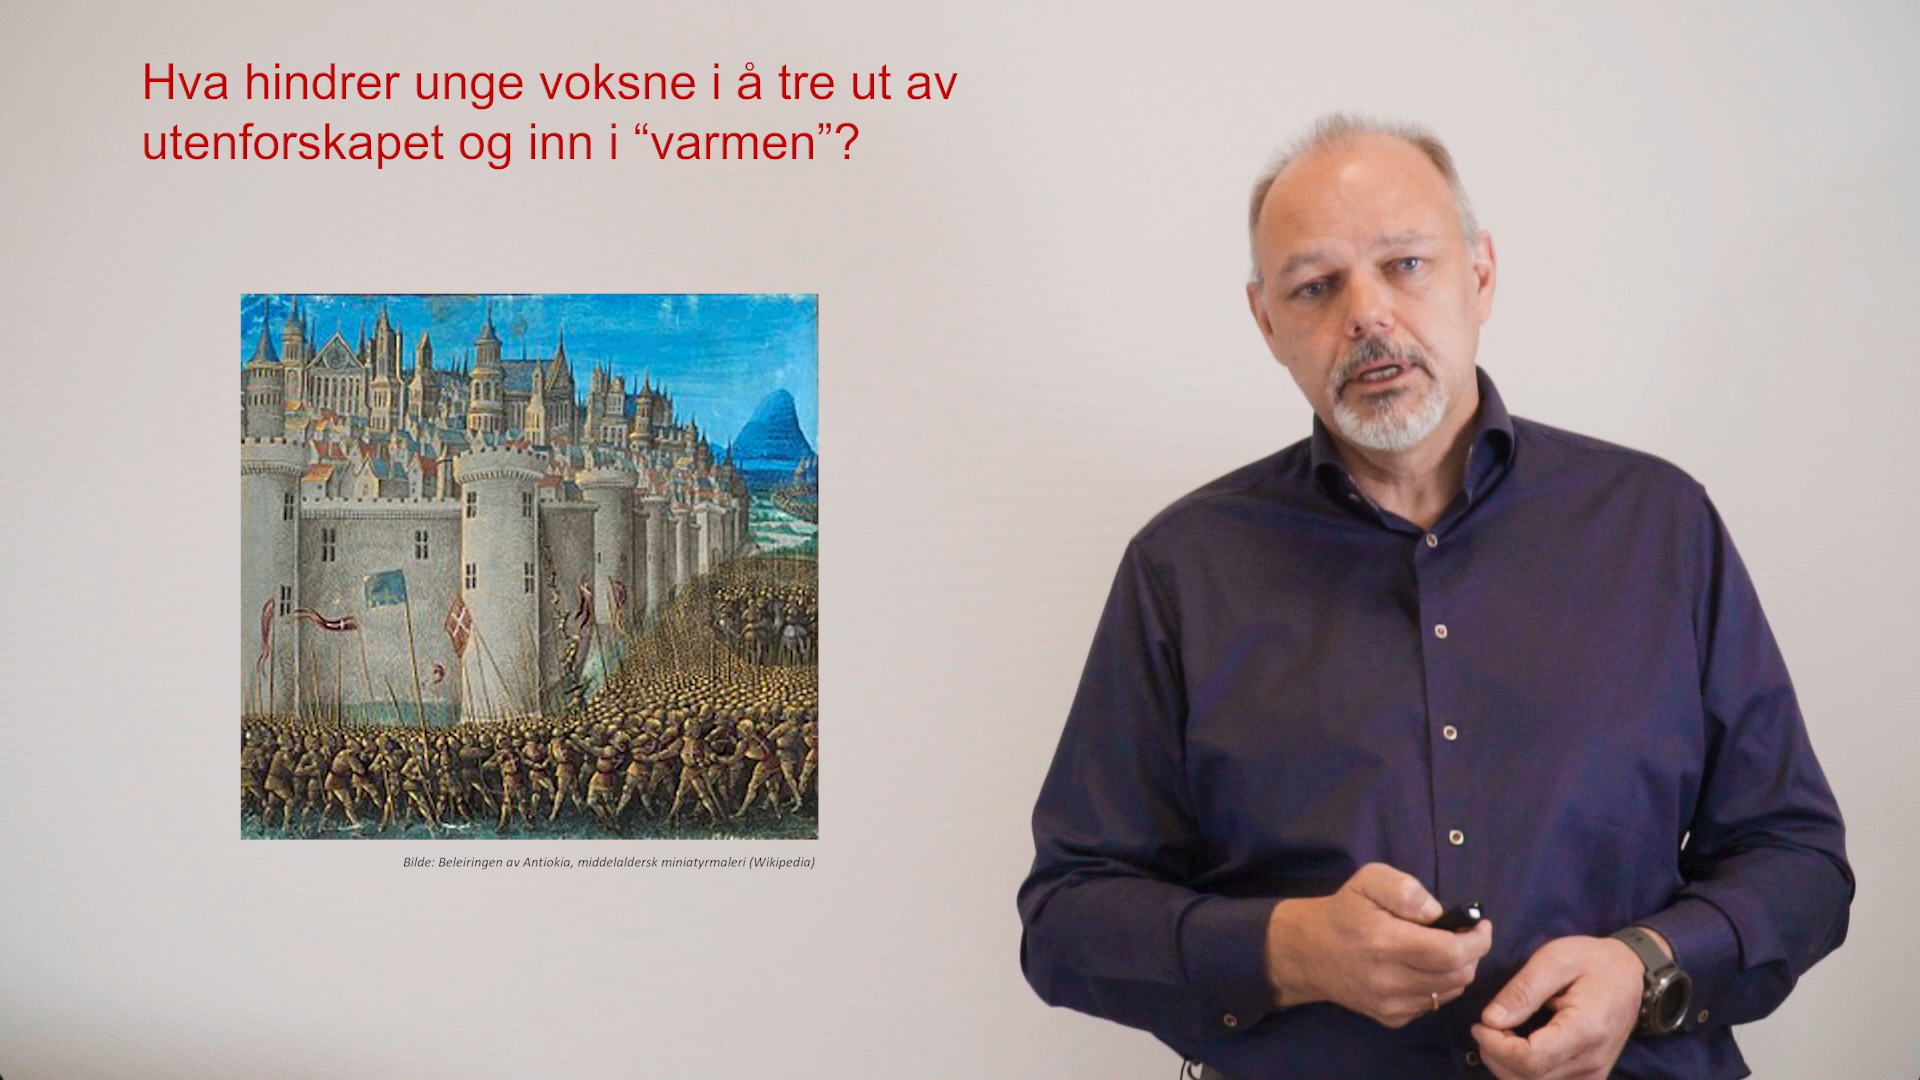 Hva hindrer unge voksne i å tre ut av
utenforskapet og inn i “varmen”?
Bilde: Beleiringen av Antiokia, middelaldersk miniatyrmaleri (Wikipedia)